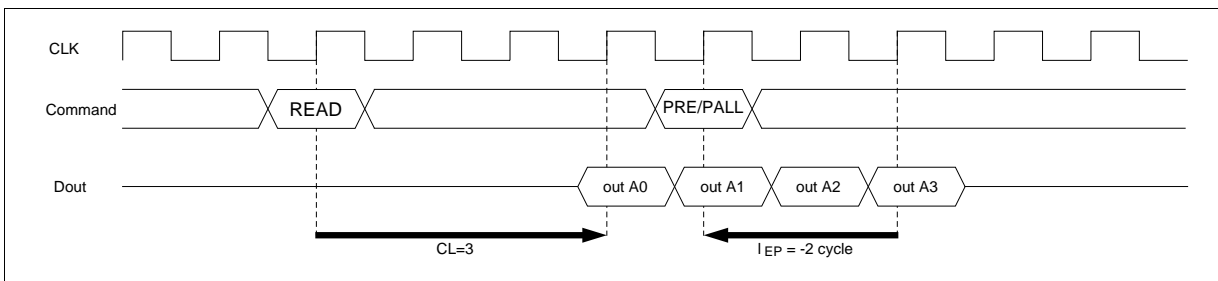 CLK
Command READ PRE/PALL
Dout out A0 out A1 out A2 out A3
CL=3 l EP = -2 cycle